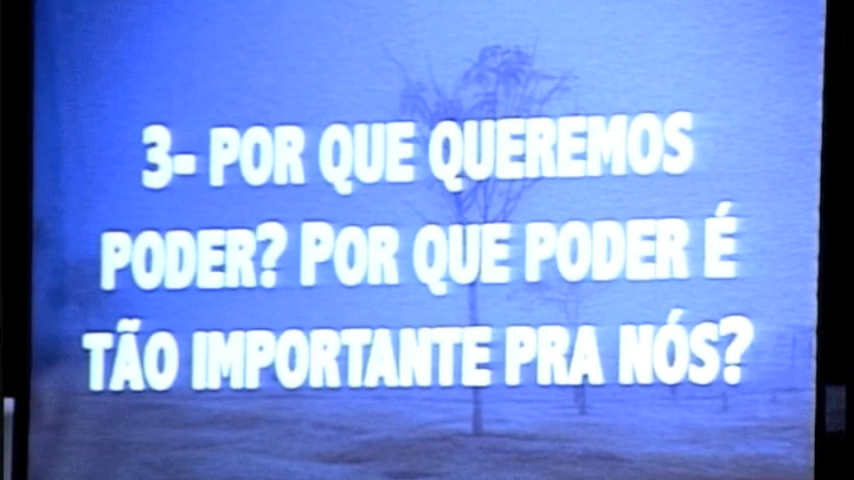 3- POR QUE QUEREMOS
PODER? POR QUE PODER É
TÃO IMPORTANTE PRA NÓS?